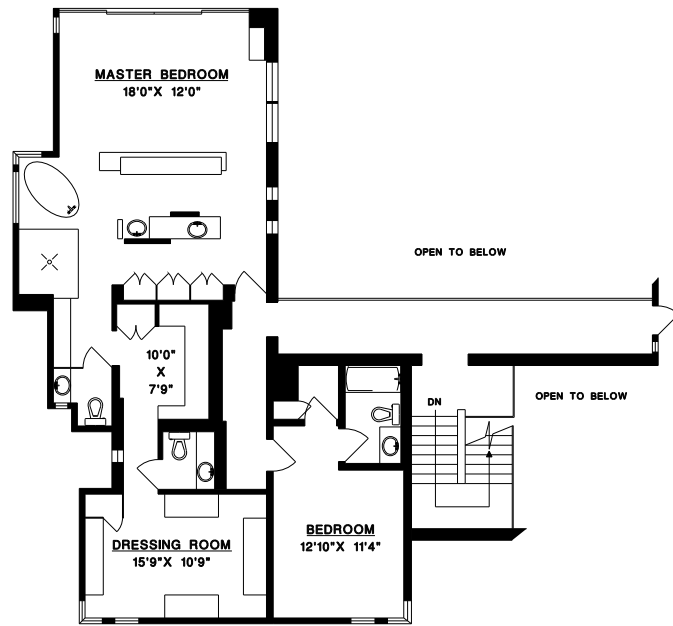 MASTER BEDROOM
18'0"X 12'0"
OPEN TO BELOW
10'0"
X
7'9"
DN
OPEN TO BELOW
BEDROOM
12'10"X 11'4"
DRESSING ROOM
15'9"X 10'9"